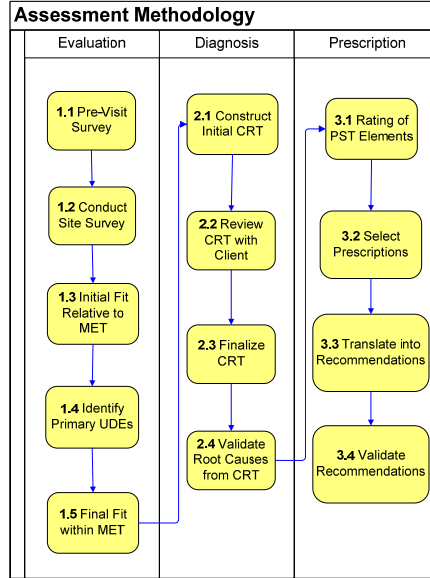 Assessment Methodology
Evaluation
Diagnosis
Prescription
1.1 Pre-Visit
Survey
1.2 Conduct
Site Survey
1.3 Initial Fit
Relative to
MET
1.4 Identify
Primary UDEs
1.5 Final Fit
within MET
2.1 Construct
Initial CRT
2.2 Review
CRT with
Client
2.3 Finalize
CRT
2.4 Validate
Root Causes
from CRT
3.1 Rating of
PST Elements
3.2 Select
Prescriptions
3.3 Translate into
Recommendations
3.4 Validate
Recommendations